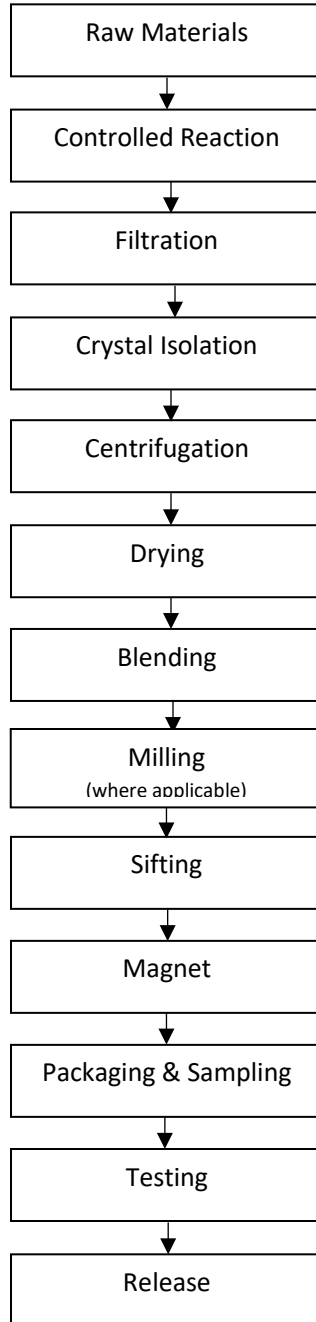 Raw Materials
Controlled Reaction
Filtration
Crystal Isolation
Centrifugation
Drying
Blending
Milling
(where applicable)
Sifting
Magnet
Packaging & Sampling
Testing
Release